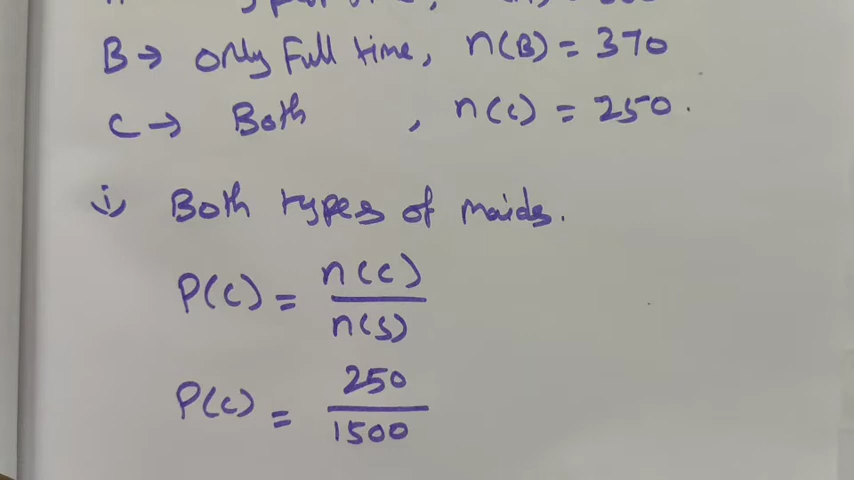 B → only Full time, n(B) = 370
C → Both , n(C) = 250.
i) Both types of maids.
P(C) = n(C)
n(S)
P(C) = 250
1500